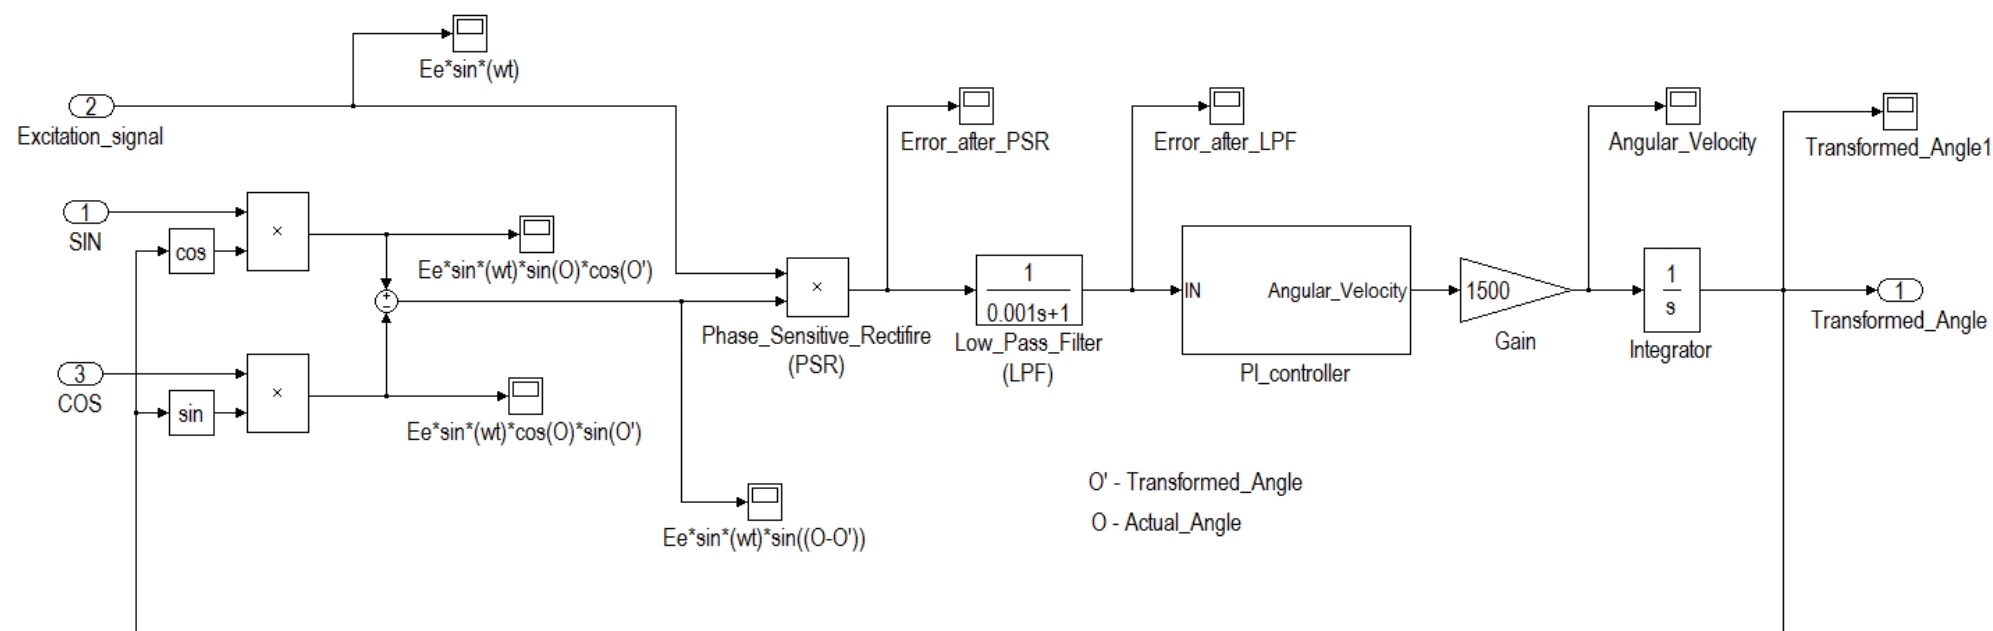 Ee*sin*(wt)
2
Excitation_signal
Error_after_PSR
Error_after_LPF
Angular_Velocity
Transformed_Angle1
1
SIN
cos
×
Ee*sin*(wt)*sin(O)*cos(O')
+
−
×
Phase_Sensitive_Rectifire
(PSR)
1
0.001s+1
Low_Pass_Filter
(LPF)
IN
Angular_Velocity
PI_controller
1500
Gain
1
s
Integrator
1
Transformed_Angle
3
COS
sin
×
Ee*sin*(wt)*cos(O)*sin(O')
Ee*sin*(wt)*sin((O-O'))
O' - Transformed_Angle
O - Actual_Angle